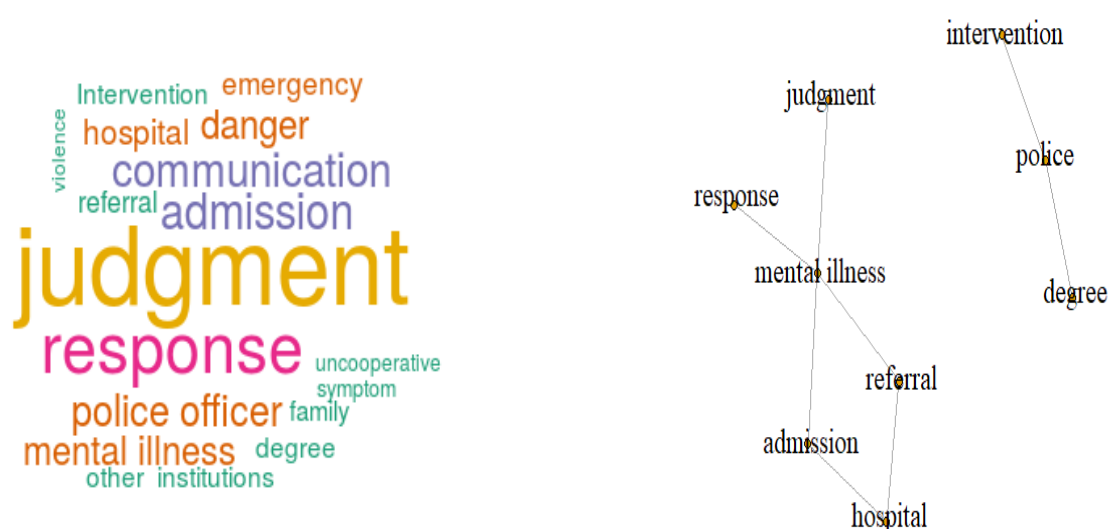 Intervention emergency
violence
hospital danger
communication
referral admission
judgment
response
uncooperative
symptom
police officer family
mental illness degree
other institutions
intervention
judgment
police
response
mental illness
degree
referral
admission
hospital